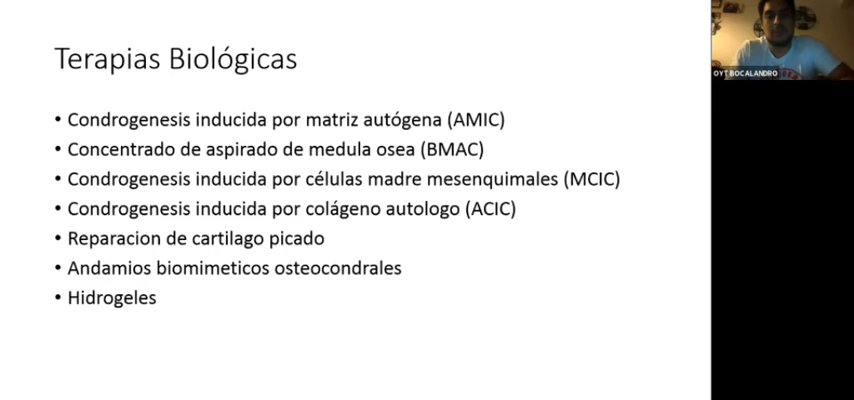 Terapias Biológicas
• Condrogenesis inducida por matriz autógena (AMIC)
• Concentrado de aspirado de medula osea (BMAC)
• Condrogenesis inducida por células madre mesenquimales (MCIC)
• Condrogenesis inducida por colágeno autologo (ACIC)
• Reparacion de cartilago picado
• Andamios biomimeticos osteocondrales
• Hidrogeles
OYT BOCALANDRO